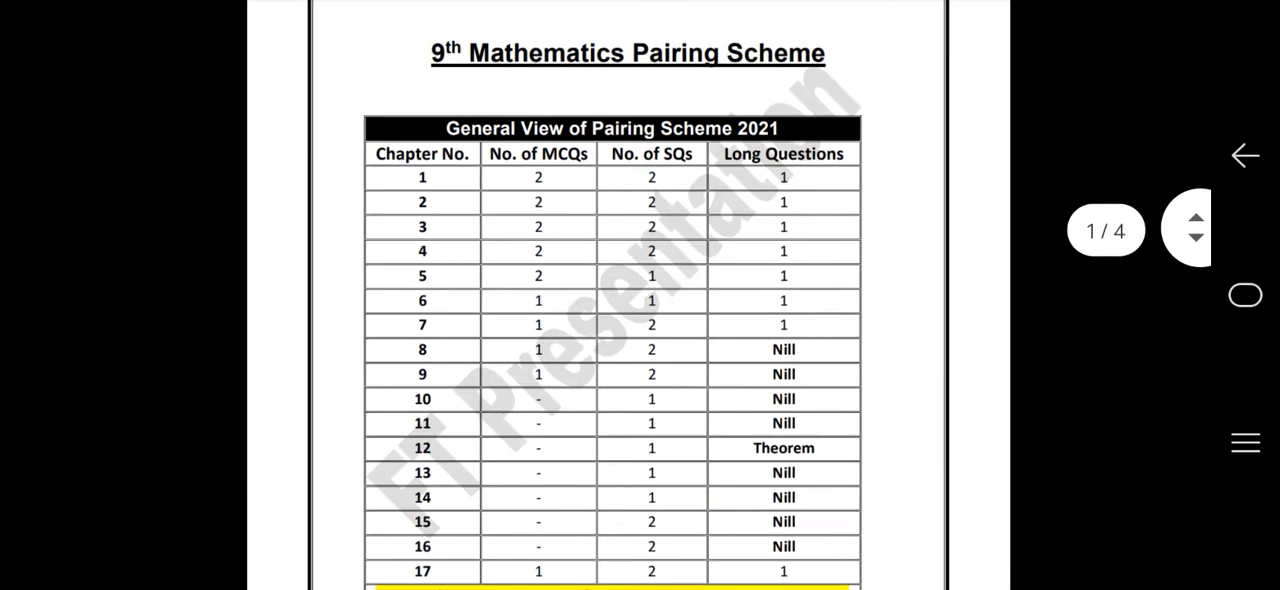 9th Mathematics Pairing Scheme
General View of Pairing Scheme 2021
Chapter No. No. of MCQs No. of SQs Long Questions
1 2 2 1
2 2 2 1
3 2 2 1
4 2 2 1
5 2 1 1
6 1 1 1
7 1 2 1
8 1 2 Nill
9 1 2 Nill
10 - 1 Nill
11 - 1 Nill
12 - 1 Theorem
13 - 1 Nill
14 - 1 Nill
15 - 2 Nill
16 - 2 Nill
17 1 2 1
FT Presentation
1 / 4